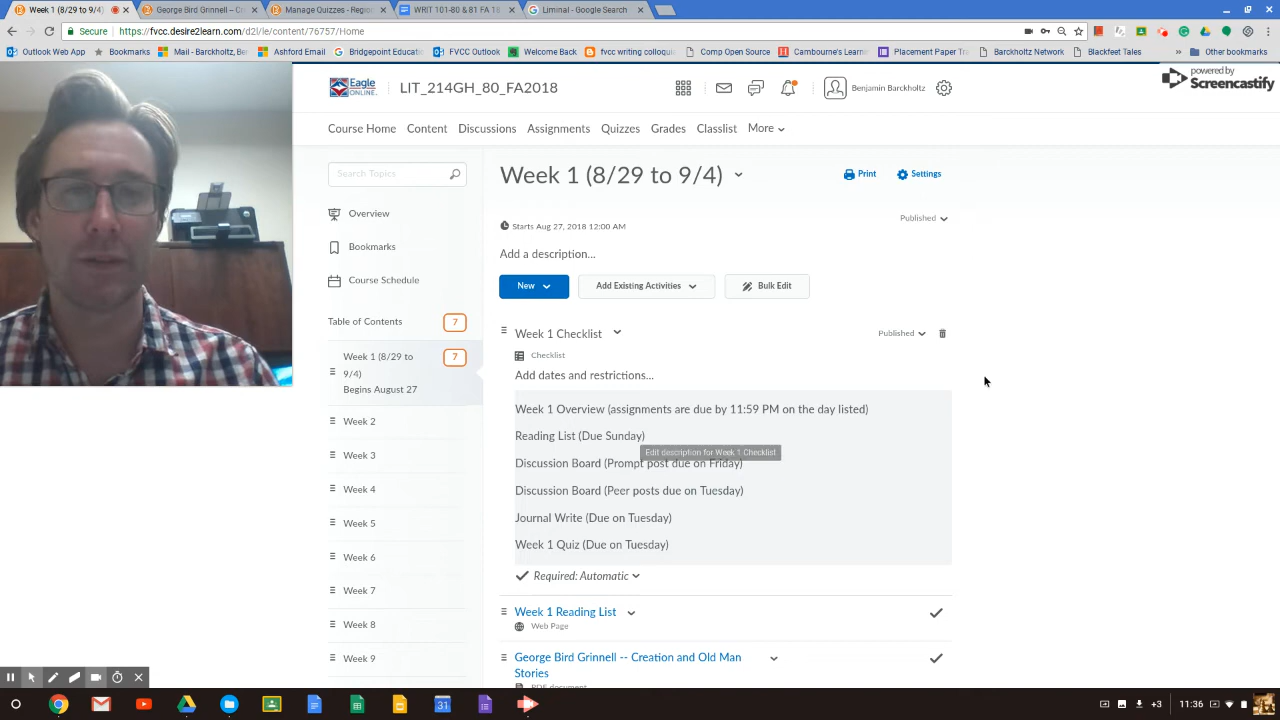 Week 1 (8/29 to 9/4)
George Bird Grinnell -- C
Manage Quizzes - Regio
WRIT 101-80 & 81 FA 18
Liminal - Google Search
Secure
https://fvcc.desire2learn.com/d2l/le/content/76757/Home
Outlook Web App
Bookmarks
Mail - Barckholtz, Ben
Ashford Email
Bridgepoint Educati
FVCC Outlook
Welcome Back
fvcc writing colloqui
Comp Open Source
Cambourne's Learn
Placement Paper Tra
Barckholtz Network
Blackfeet Tales
Other bookmarks
powered by
Screencastify
Eagle
ONLINE
LIT_214GH_80_FA2018
Benjamin Barckholtz
Course Home
Content
Discussions
Assignments
Quizzes
Grades
Classlist
More
Search Topics
Overview
Bookmarks
Course Schedule
Table of Contents
7
Week 1 (8/29 to
9/4)
Begins August 27
7
Week 2
Week 3
Week 4
Week 5
Week 6
Week 7
Week 8
Week 9
Week 1 (8/29 to 9/4)
Print
Settings
Published
Starts Aug 27, 2018 12:00 AM
Add a description...
New
Add Existing Activities
Bulk Edit
Week 1 Checklist
Published
Checklist
Add dates and restrictions...
Week 1 Overview (assignments are due by 11:59 PM on the day listed)
Reading List (Due Sunday)
Edit description for Week 1 Checklist
Discussion Board (Prompt post due on Friday)
Discussion Board (Peer posts due on Tuesday)
Journal Write (Due on Tuesday)
Week 1 Quiz (Due on Tuesday)
Required: Automatic
Week 1 Reading List
Web Page
George Bird Grinnell -- Creation and Old Man
Stories
PDF document
31
+3
11:36